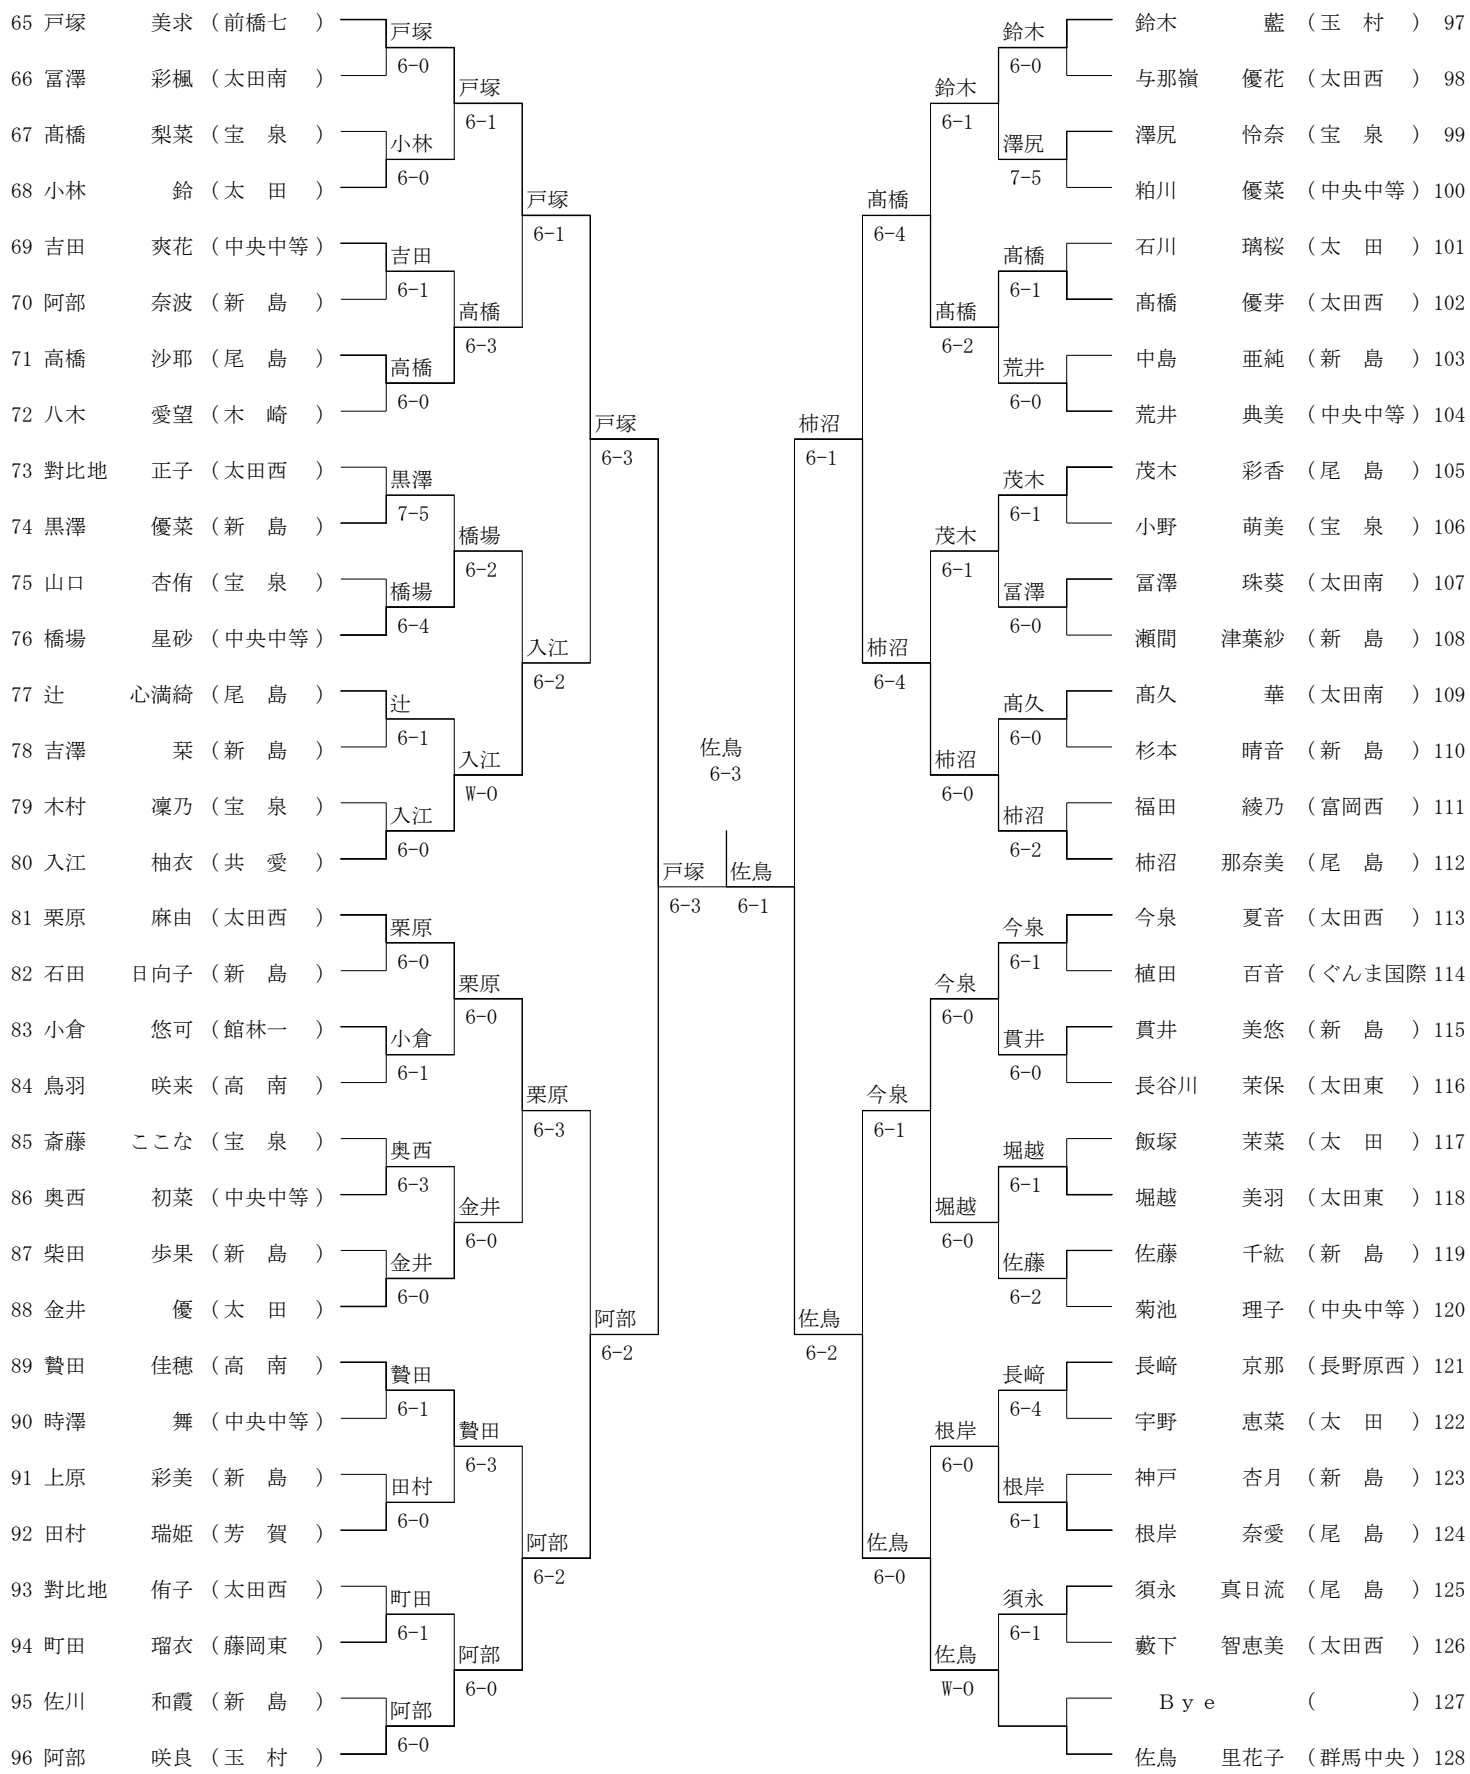 65 戸塚 美求 (前橋七)
66 冨澤 彩楓 (太田南)
67 髙橋 梨菜 (宝 泉)
68 小林 鈴 (太 田)
69 吉田 爽花 (中央中等)
70 阿部 奈波 (新 島)
71 高橋 沙耶 (尾 島)
72 八木 愛望 (木 崎)
73 對比地 正子 (太田西)
74 黒澤 優菜 (新 島)
75 山口 杏侑 (宝 泉)
76 橋場 星砂 (中央中等)
77 辻 心満綺 (尾 島)
78 吉澤 栞 (新 島)
79 木村 凜乃 (宝 泉)
80 入江 柚衣 (共 愛)
81 栗原 麻由 (太田西)
82 石田 日向子 (新 島)
83 小倉 悠可 (館林一)
84 鳥羽 咲来 (高 南)
85 斎藤 ここな (宝 泉)
86 奥西 初菜 (中央中等)
87 柴田 歩果 (新 島)
88 金井 優 (太 田)
89 贄田 佳穂 (高 南)
90 時澤 舞 (中央中等)
91 上原 彩美 (新 島)
92 田村 瑞姫 (芳 賀)
93 對比地 侑子 (太田西)
94 町田 瑠衣 (藤岡東)
95 佐川 和霞 (新 島)
96 阿部 咲良 (玉 村)
戸塚
6-0
小林
6-0
吉田
6-1
高橋
6-0
黒澤
7-5
橋場
6-4
辻
6-1
入江
6-0
栗原
6-0
小倉
6-1
奥西
6-3
金井
6-0
贄田
6-1
田村
6-0
町田
6-1
阿部
6-0
戸塚
6-1
高橋
6-3
橋場
6-2
入江
W-0
栗原
6-0
金井
6-0
贄田
6-3
阿部
6-0
戸塚
6-1
入江
6-2
栗原
6-3
阿部
6-2
戸塚
6-3
阿部
6-2
戸塚
6-3
佐鳥
6-3
佐鳥
6-1
柿沼
6-1
佐鳥
6-2
髙橋
6-4
柿沼
6-4
今泉
6-1
佐鳥
6-0
鈴木
6-1
髙橋
6-2
茂木
6-1
柿沼
6-0
今泉
6-0
堀越
6-0
根岸
6-0
佐鳥
W-0
鈴木
6-0
澤尻
7-5
髙橋
6-1
荒井
6-0
茂木
6-1
冨澤
6-0
髙久
6-0
柿沼
6-2
今泉
6-1
貫井
6-0
堀越
6-1
佐藤
6-2
長﨑
6-4
根岸
6-1
須永
6-1
鈴木 藍 (玉 村) 97
与那嶺 優花 (太田西) 98
澤尻 怜奈 (宝 泉) 99
粕川 優菜 (中央中等) 100
石川 璃桜 (太 田) 101
髙橋 優芽 (太田西) 102
中島 亜純 (新 島) 103
荒井 典美 (中央中等) 104
茂木 彩香 (尾 島) 105
小野 萌美 (宝 泉) 106
冨澤 珠葵 (太田南) 107
瀬間 津葉紗 (新 島) 108
髙久 華 (太田南) 109
杉本 晴音 (新 島) 110
福田 綾乃 (富岡西) 111
柿沼 那奈美 (尾 島) 112
今泉 夏音 (太田西) 113
植田 百音 (ぐんま国際 114
貫井 美悠 (新 島) 115
長谷川 茉保 (太田東) 116
飯塚 茉菜 (太 田) 117
堀越 美羽 (太田東) 118
佐藤 千紘 (新 島) 119
菊池 理子 (中央中等) 120
長﨑 京那 (長野原西) 121
宇野 恵菜 (太 田) 122
神戸 杏月 (新 島) 123
根岸 奈愛 (尾 島) 124
須永 真日流 (尾 島) 125
藪下 智恵美 (太田西) 126
Ｂｙｅ ( ) 127
佐鳥 里花子 (群馬中央) 128